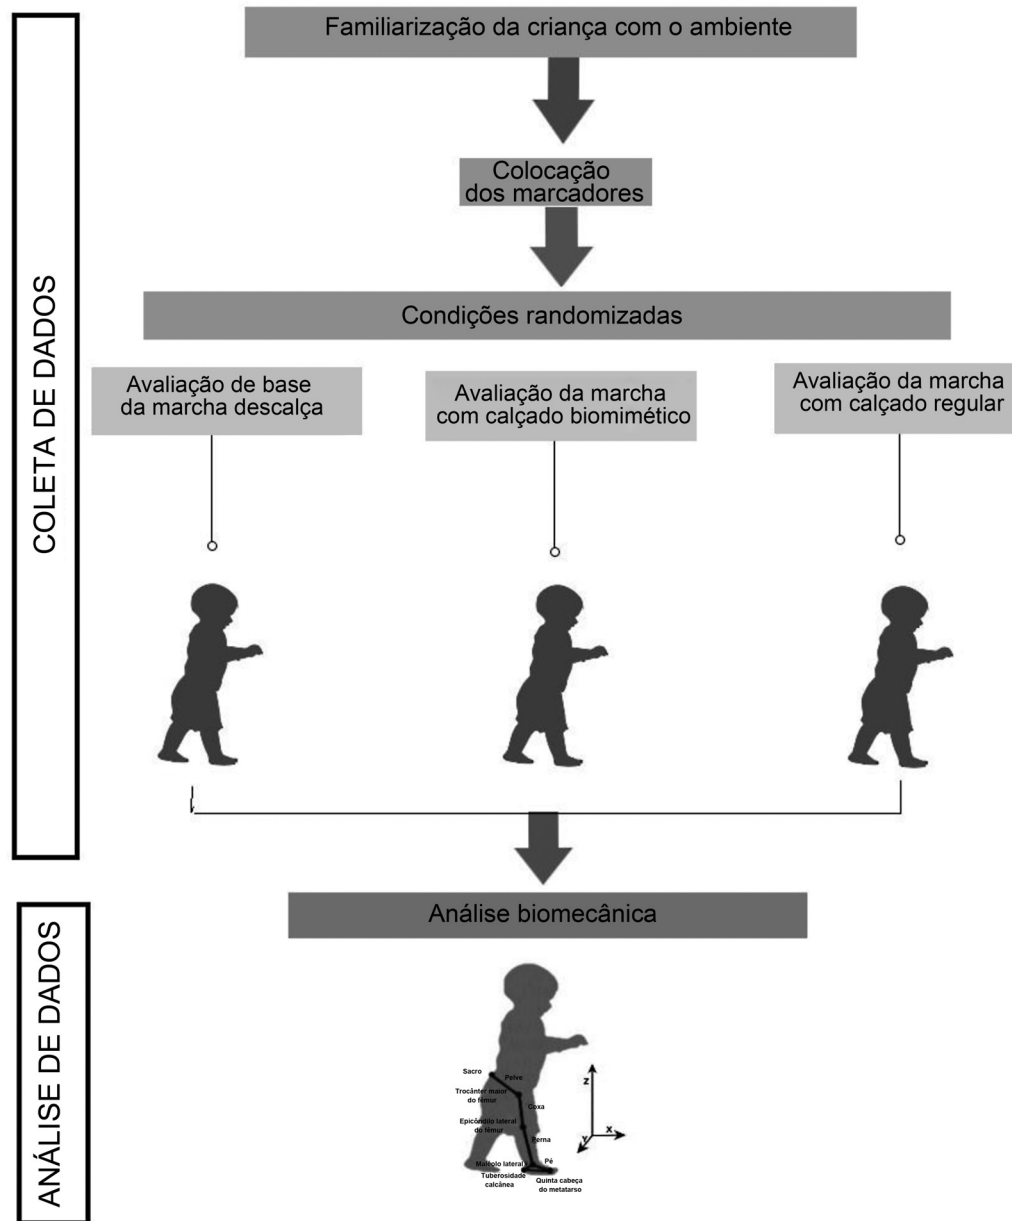 COLETA DE DADOS
Familiarização da criança com o ambiente
Colocação
dos marcadores
Condições randomizadas
Avaliação de base
da marcha descalça
Avaliação da marcha
com calçado biomimético
Avaliação da marcha
com calçado regular
ANÁLISE DE DADOS
Análise biomecânica
Sacro
Pelve
Trocânter maior
do fêmur
Coxa
Epicôndito lateral
do fêmur
Perna
Maléolo lateral
Pé
Tuberosidade
calcânea
Quinta cabeça
do metatarso
Z
X
Y